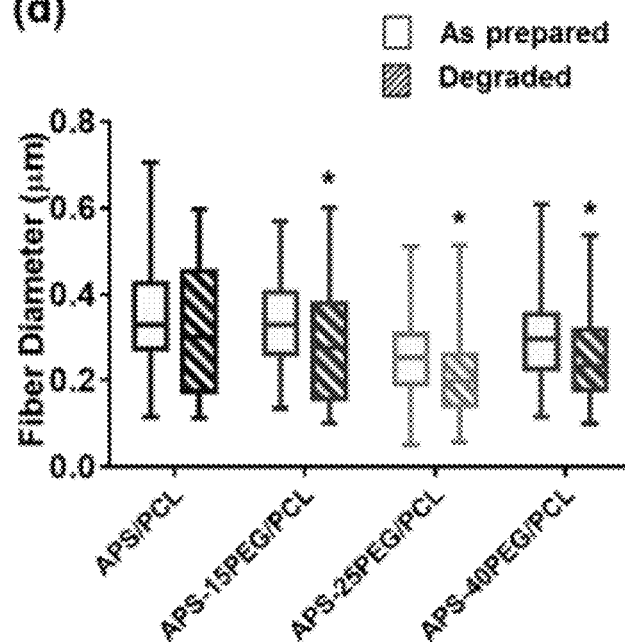 (d)
As prepared
Degraded
Fiber Diameter (µm)
0.8
0.6
0.4
0.2
0.0
*
*
*
APS/PCL
APS-15PEG/PCL
APS-25PEG/PCL
APS-40PEG/PCL